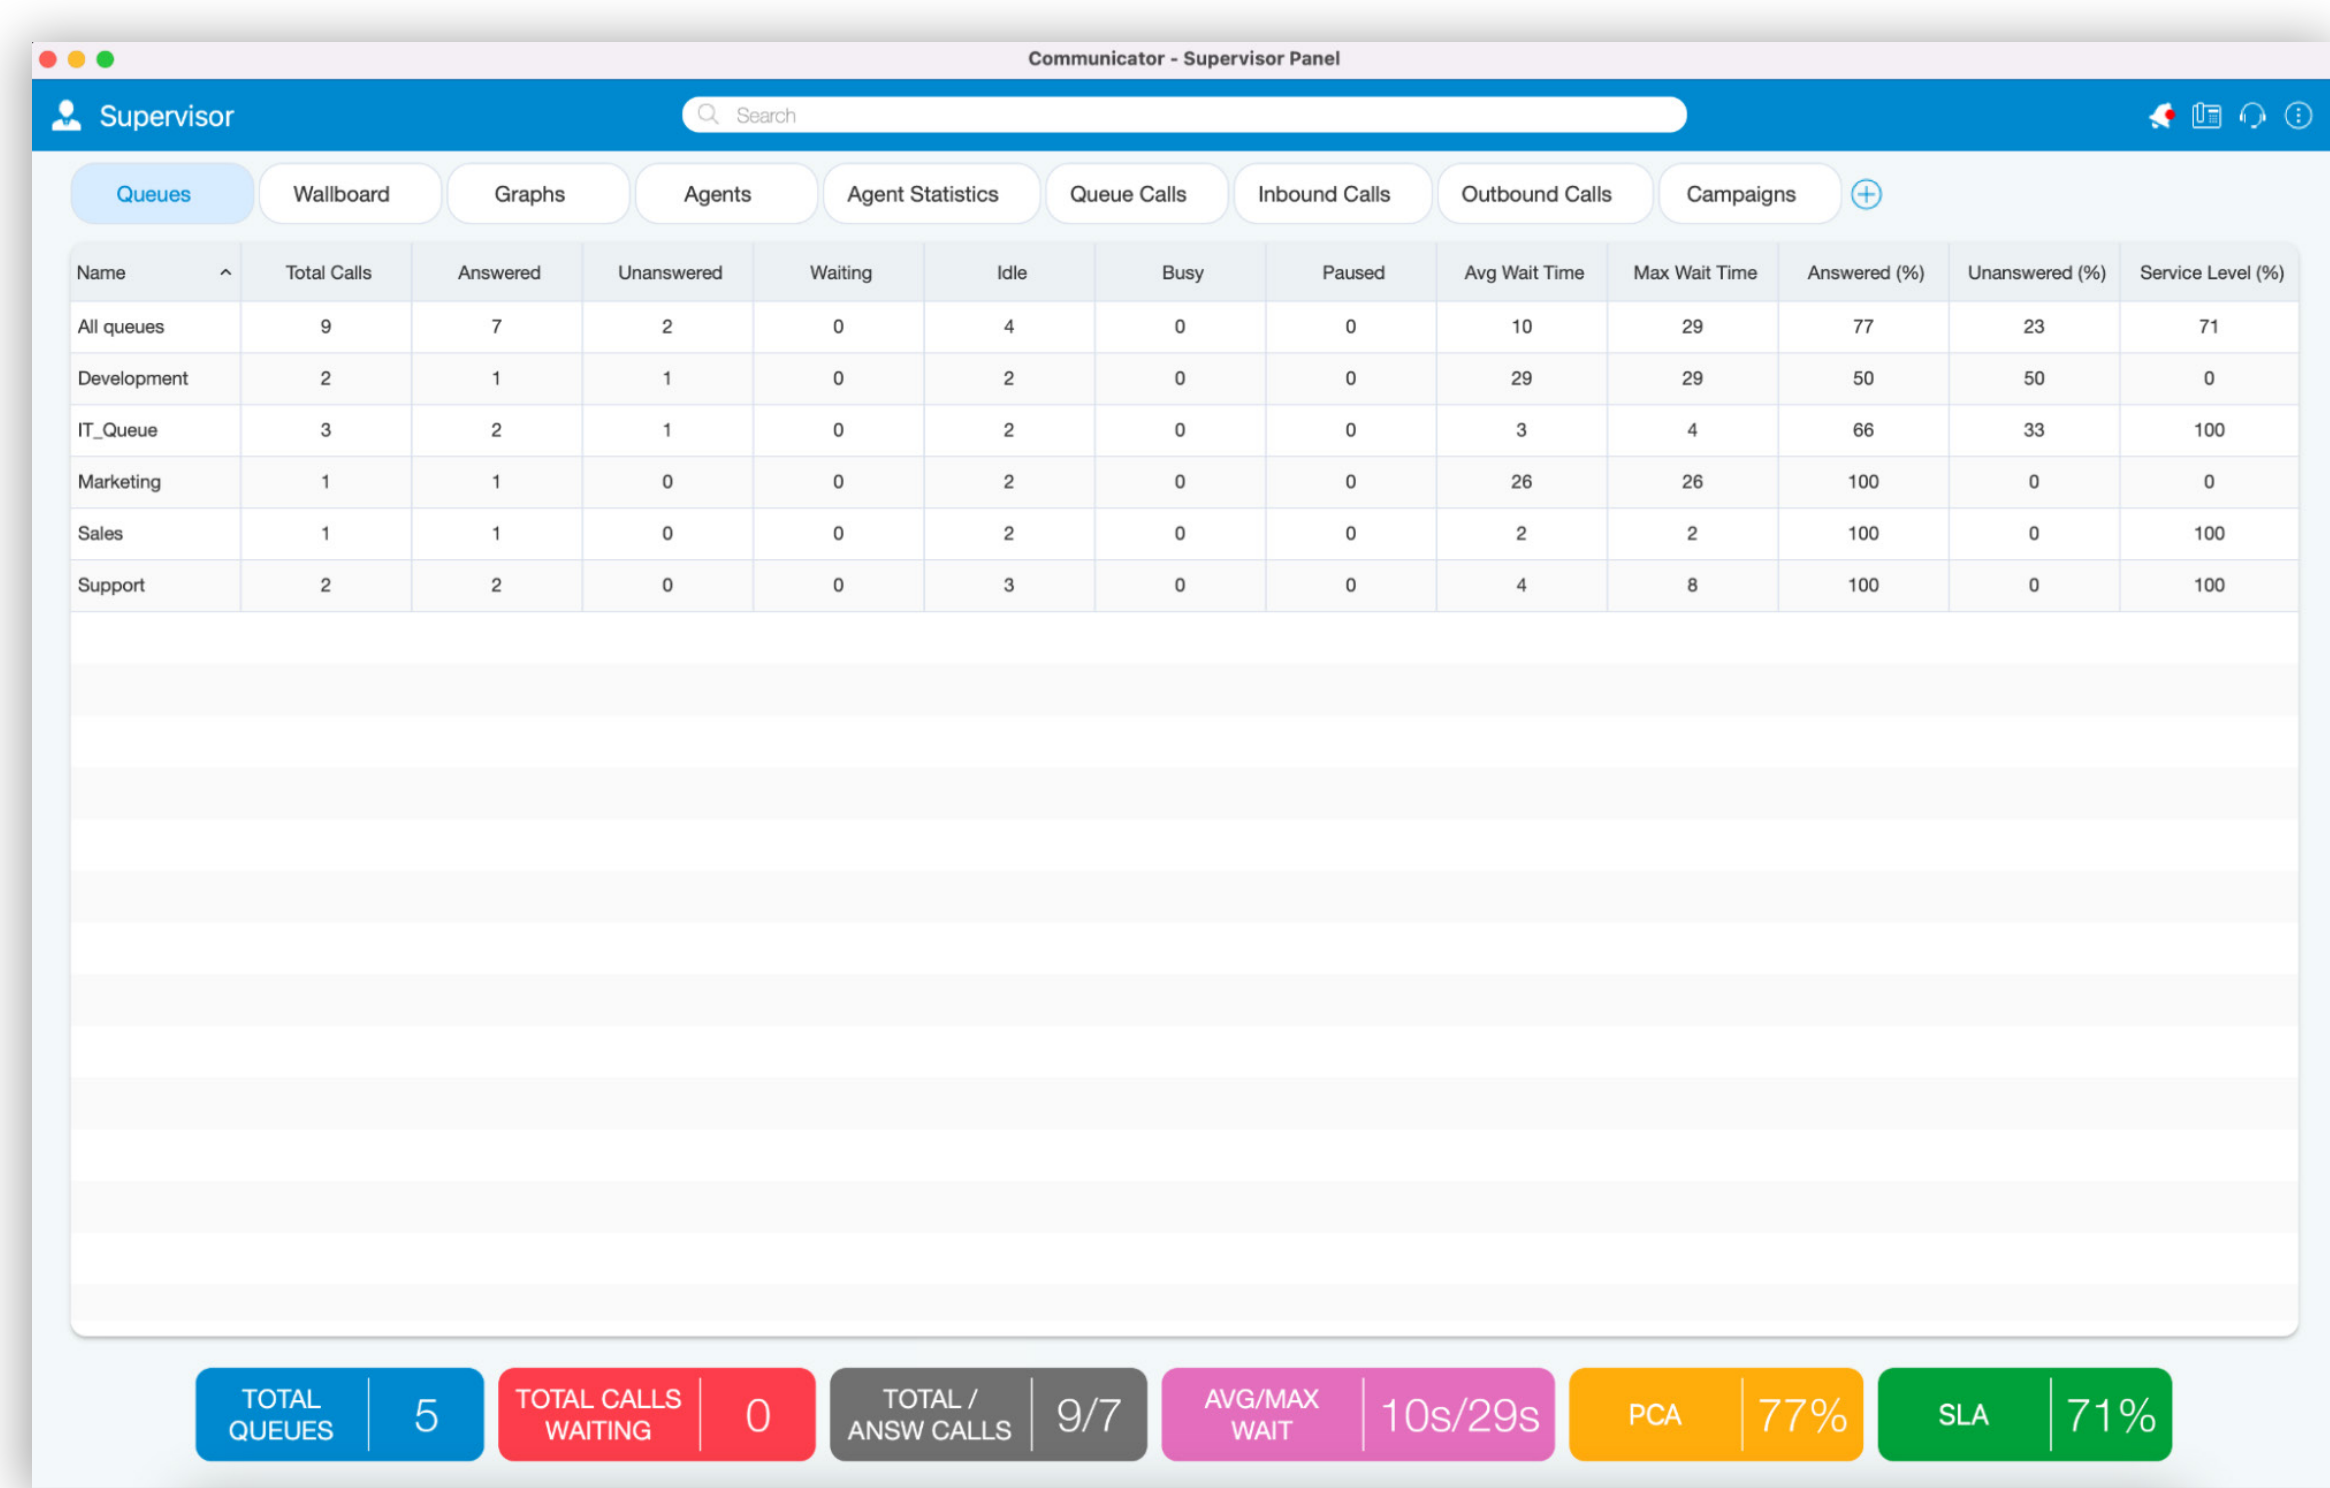 Communicator - Supervisor Panel
Supervisor Search
Queues Wallboard Graphs Agents Agent Statistics Queue Calls Inbound Calls Outbound Calls Campaigns
Name Total Calls Answered Unanswered Waiting Idle Busy Paused Avg Wait Time Max Wait Time Answered (%) Unanswered (%) Service Level (%)
All queues 9 7 2 0 4 0 0 10 29 77 23 71
Development 2 1 1 0 2 0 0 29 29 50 50 0
IT_Queue 3 2 1 0 2 0 0 3 4 66 33 100
Marketing 1 1 0 0 2 0 0 26 26 100 0 0
Sales 1 1 0 0 2 0 0 2 2 100 0 100
Support 2 2 0 0 3 0 0 4 8 100 0 100
TOTAL
QUEUES
5
TOTAL CALLS
WAITING
0
TOTAL /
ANSW CALLS
9/7
AVG/MAX
WAIT
10s/29s
PCA 77%
SLA 71%